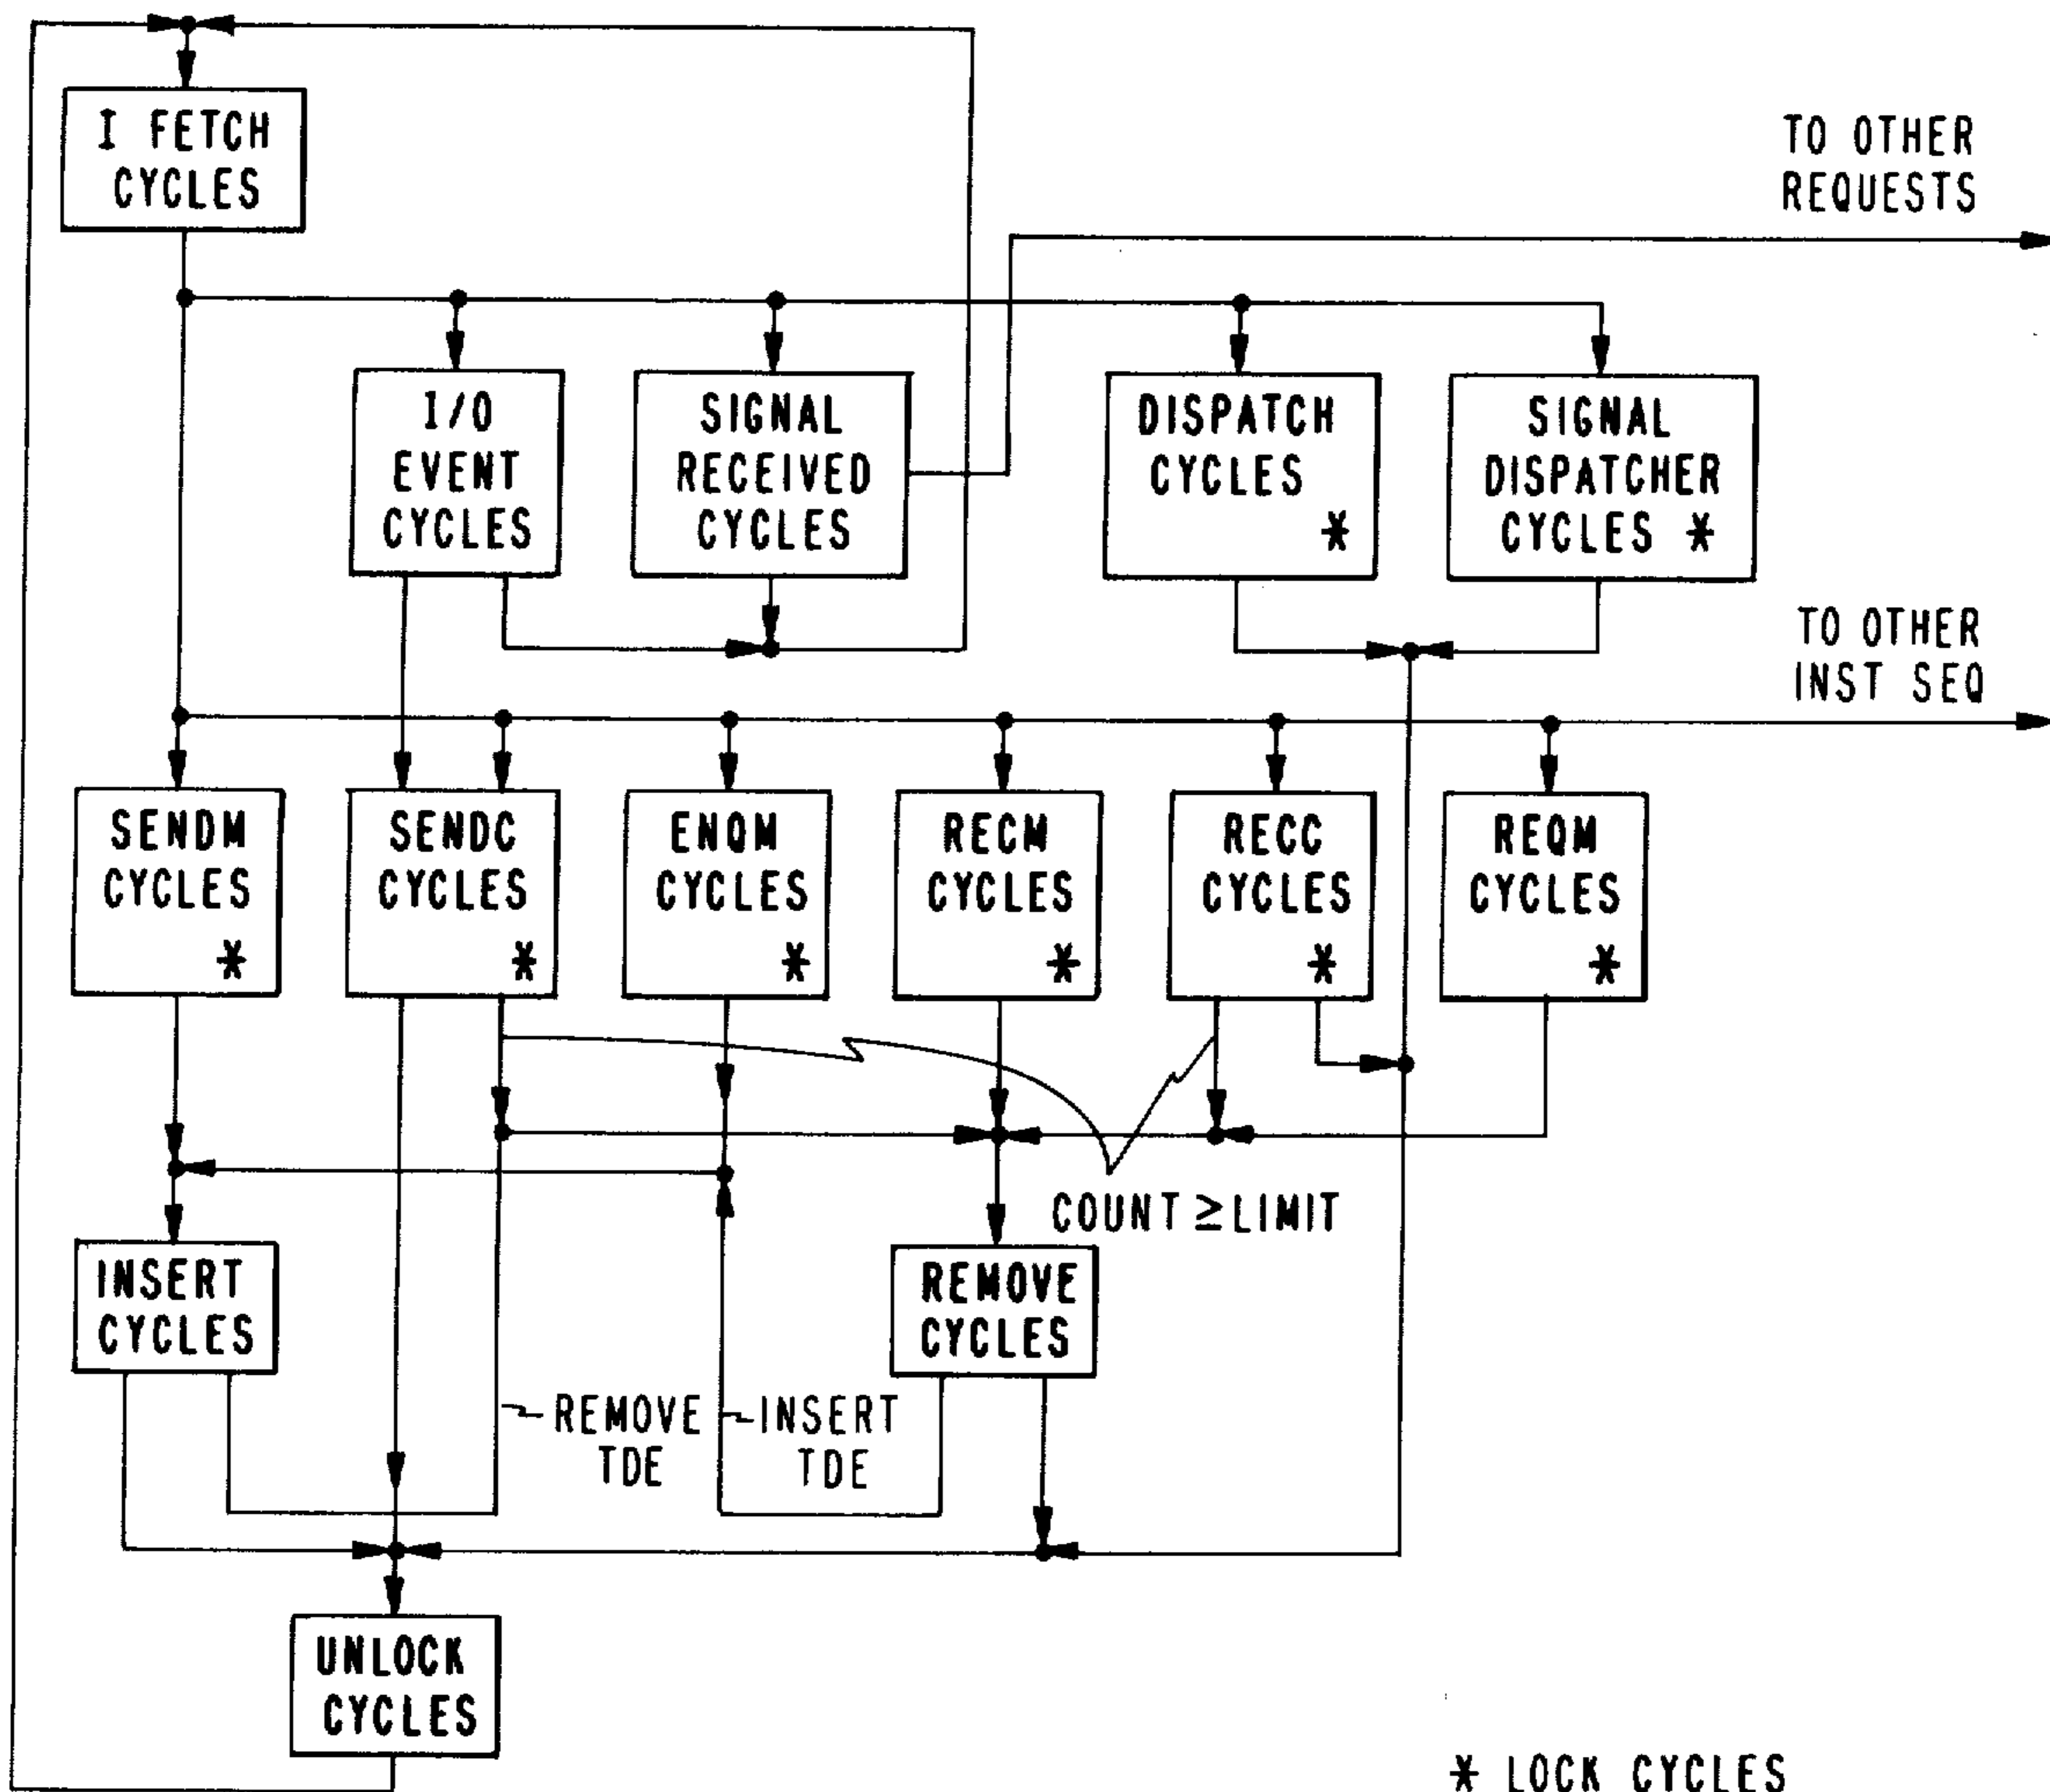 I FETCH
CYCLES
TO OTHER
REQUESTS
I/O
EVENT
CYCLES
SIGNAL
RECEIVED
CYCLES
DISPATCH
CYCLES
*
SIGNAL
DISPATCHER
CYCLES *
TO OTHER
INST SEQ
SENDM
CYCLES
*
SENDC
CYCLES
*
ENQM
CYCLES
*
RECM
CYCLES
*
RECC
CYCLES
*
REQM
CYCLES
*
COUNT ≥ LIMIT
INSERT
CYCLES
REMOVE
CYCLES
REMOVE
TDE
INSERT
TDE
UNLOCK
CYCLES
* LOCK CYCLES